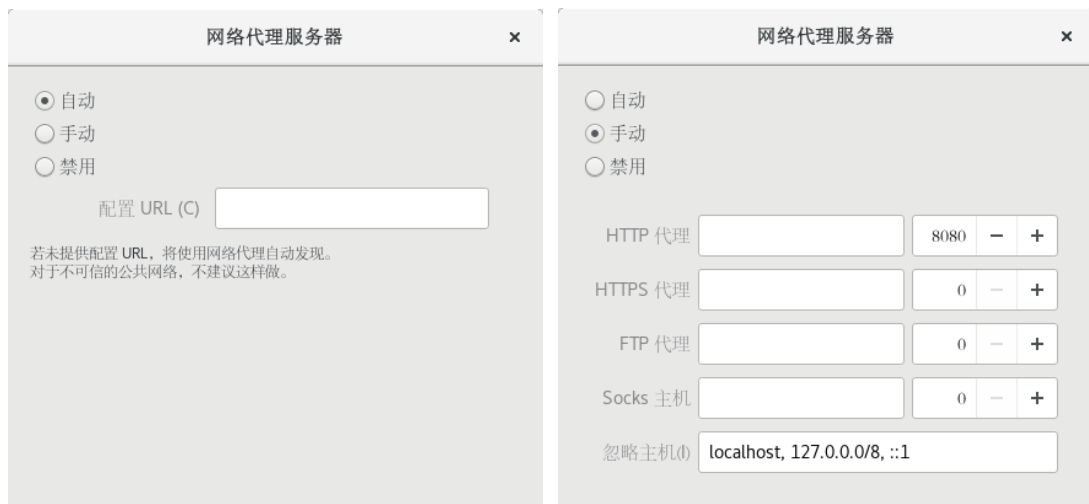 网络代理服务器
自动
手动
禁用
配置 URL (C)
若未提供配置 URL，将使用网络代理自动发现。
对于不可信的公共网络，不建议这样做。
网络代理服务器
自动
手动
禁用
HTTP 代理 8080
HTTPS 代理 0
FTP 代理 0
Socks 主机 0
忽略主机(I) localhost, 127.0.0.0/8, ::1